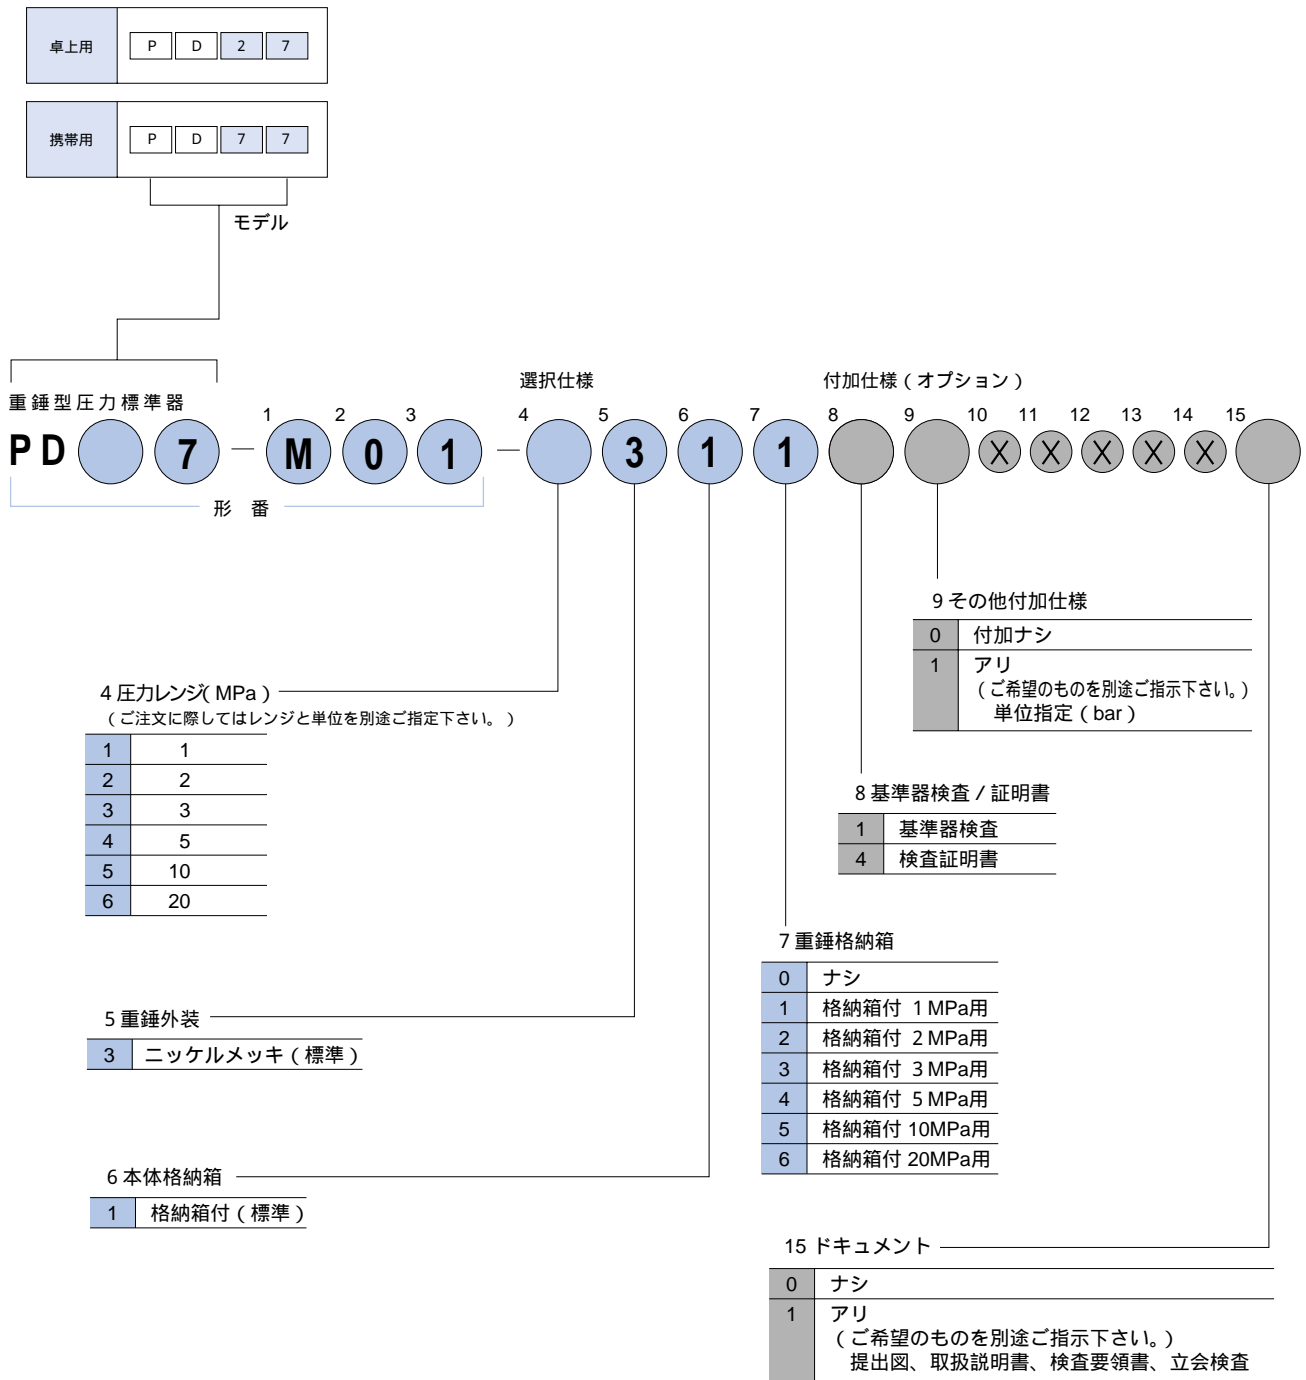 卓上用 P D 2 7
携帯用 P D 7 7
モデル
選択仕様 付加仕様（オプション）
重錘型圧力標準器
1 2 3 4 5 6 7 8 9 10 11 12 13 14 15
PD 7 － M 0 1 － 3 1 1 X X X X X
形 番
9 その他付加仕様
0 付加ナシ
1 アリ
（ご希望のものを別途ご指示下さい。）
単位指定（bar）
4 圧力レンジ（MPa）
（ご注文に際してはレンジと単位を別途ご指定下さい。）
1 1
2 2
3 3
4 5
5 10
6 20
8 基準器検査／証明書
1 基準器検査
4 検査証明書
7 重錘格納箱
0 ナシ
1 格納箱付 1MPa用
2 格納箱付 2MPa用
3 格納箱付 3MPa用
4 格納箱付 5MPa用
5 格納箱付 10MPa用
6 格納箱付 20MPa用
5 重錘外装
3 ニッケルメッキ（標準）
6 本体格納箱
1 格納箱付（標準）
15 ドキュメント
0 ナシ
1 アリ
（ご希望のものを別途ご指示下さい。）
提出図、取扱説明書、検査要領書、立会検査